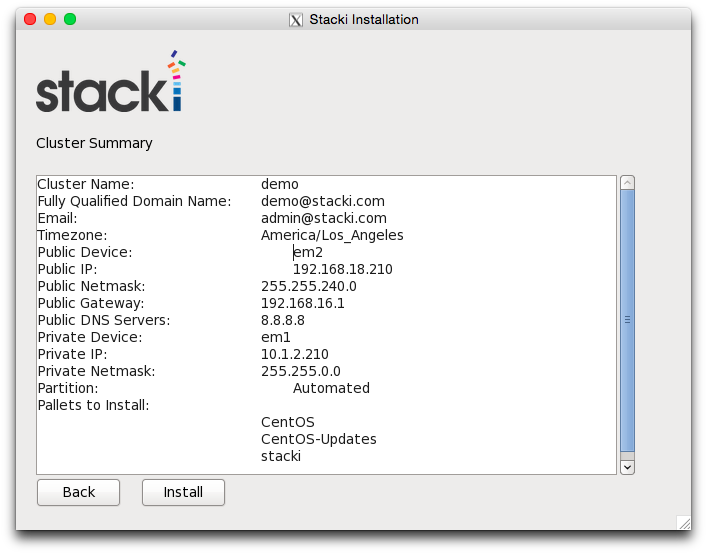 Stacki Installation
stacki
Cluster Summary
Cluster Name: demo
Fully Qualified Domain Name: demo@stacki.com
Email: admin@stacki.com
Timezone: America/Los_Angeles
Public Device: em2
Public IP: 192.168.18.210
Public Netmask: 255.255.240.0
Public Gateway: 192.168.16.1
Public DNS Servers: 8.8.8.8
Private Device: em1
Private IP: 10.1.2.210
Private Netmask: 255.255.0.0
Partition: Automated
Pallets to Install:
CentOS
CentOS-Updates
stacki
Back Install